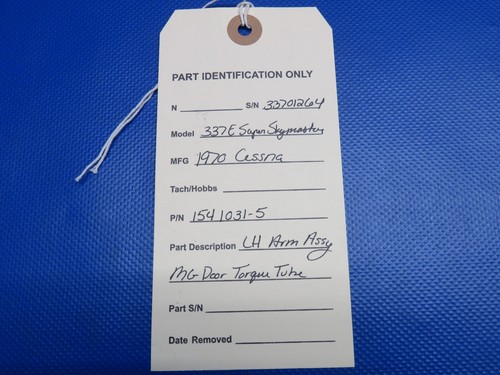 PART IDENTIFICATION ONLY
N S/N 33701264
Model 337E Super Skymaster
MFG 1970 Cessna
Tach/Hobbs
P/N 1541031-5
Part Description LH Arm Assy
MG Door Torque Tube
Part S/N
Date Removed